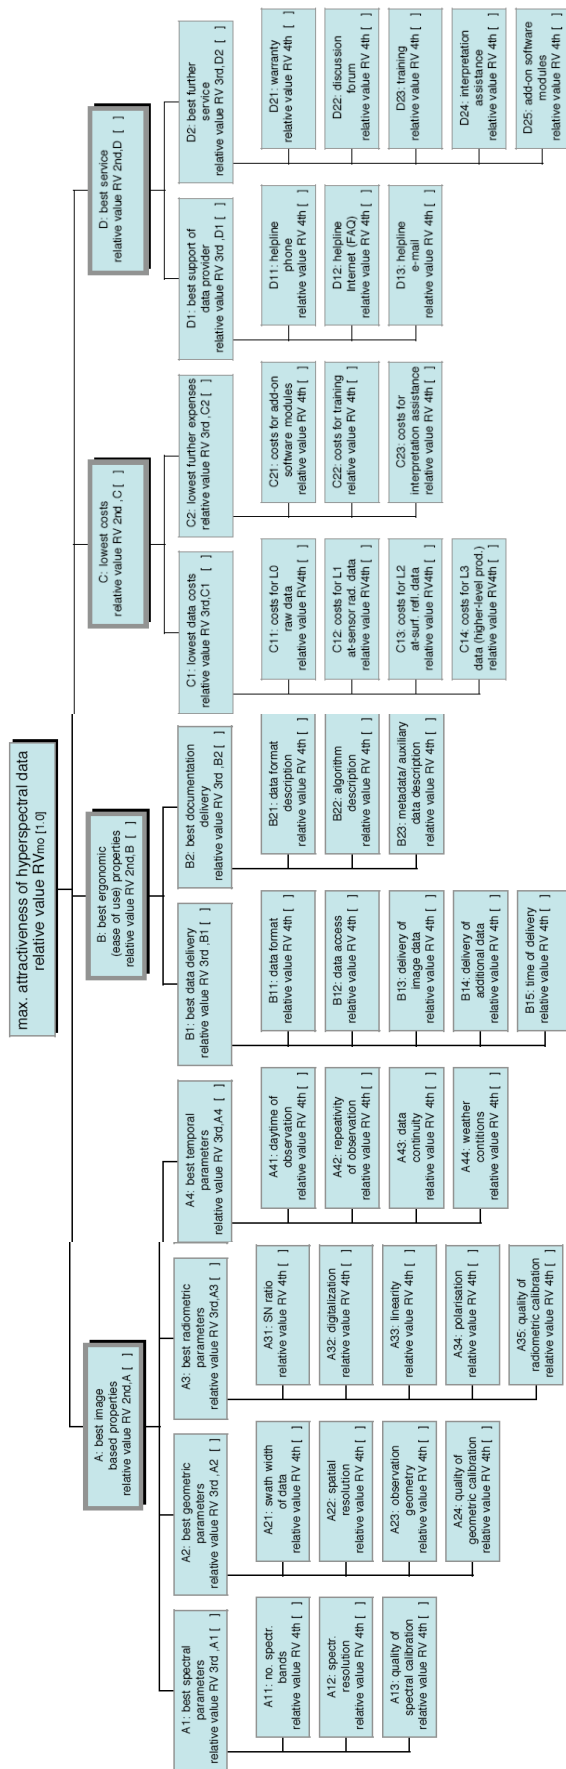 max. attractiveness of hyperspectral data
relative value RVmo [1.0]
A: best image
based properties
relative value RV 2nd,A [ ]
B: best ergonomic
(ease of use) properties
relative value RV 2nd,B [ ]
C: lowest costs
relative value RV 2nd ,C [ ]
D: best service
relative value RV 2nd,D [ ]
A1: best spectral
parameters
relative value RV 3rd ,A1 [ ]
A2: best geometric
parameters
relative value RV 3rd ,A2 [ ]
A3: best radiometric
parameters
relative value RV 3rd,A3 [ ]
A4: best temporal
parameters
relative value RV 3rd,A4 [ ]
B1: best data delivery
relative value RV 3rd ,B1 [ ]
B2: best documentation
delivery
relative value RV 3rd ,B2 [ ]
C1: lowest data costs
relative value RV 3rd,C1 [ ]
C2: lowest further expenses
relative value RV 3rd ,C2 [ ]
D1: best support of
data provider
relative value RV 3rd ,D1 [ ]
D2: best further
service
relative value RV 3rd,D2 [ ]
A11: no. spectr.
bands
relative value RV 4th [ ]
A12: spectr.
resolution
relative value RV 4th [ ]
A13: quality of
spectral calibration
relative value RV 4th [ ]
A21: swath width
of data
relative value RV 4th [ ]
A22: spatial
resolution
relative value RV 4th [ ]
A23: observation
geometry
relative value RV 4th [ ]
A24: quality of
geometric calibration
relative value RV 4th [ ]
A31: SN ratio
relative value RV 4th [ ]
A32: digitalization
relative value RV 4th [ ]
A33: linearity
relative value RV 4th [ ]
A34: polarisation
relative value RV 4th [ ]
A35: quality of
radiometric calibration
relative value RV 4th [ ]
A41: daytime of
observation
relative value RV 4th [ ]
A42: repeativity
of observation
relative value RV 4th [ ]
A43: data
continuity
relative value RV 4th [ ]
A44: weather
contitions
relative value RV 4th [ ]
B11: data format
relative value RV 4th [ ]
B12: data access
relative value RV 4th [ ]
B13: delivery of
image data
relative value RV 4th [ ]
B14: delivery of
additional data
relative value RV 4th [ ]
B15: time of delivery
relative value RV 4th [ ]
B21: data format
description
relative value RV 4th [ ]
B22: algorithm
description
relative value RV 4th [ ]
B23: metadata/ auxiliary
data description
relative value RV 4th [ ]
C11: costs for L0
raw data
relative value RV4th [ ]
C12: costs for L1
at-sensor rad. data
relative value RV4th [ ]
C13: costs for L2
at-surf. refl. data
relative value RV4th [ ]
C14: costs for L3
data (higher-level prod.)
relative value RV4th [ ]
C21: costs for add-on
software modules
relative value RV 4th [ ]
C22: costs for training
relative value RV 4th [ ]
C23: costs for
interpretation assistance
relative value RV 4th [ ]
D11: helpline
phone
relative value RV 4th [ ]
D12: helpline
Internet (FAQ)
relative value RV 4th [ ]
D13: helpline
e-mail
relative value RV 4th [ ]
D21: warranty
relative value RV 4th [ ]
D22: discussion
forum
relative value RV 4th [ ]
D23: training
relative value RV 4th [ ]
D24: interpretation
assistance
relative value RV 4th [ ]
D25: add-on software
modules
relative value RV 4th [ ]